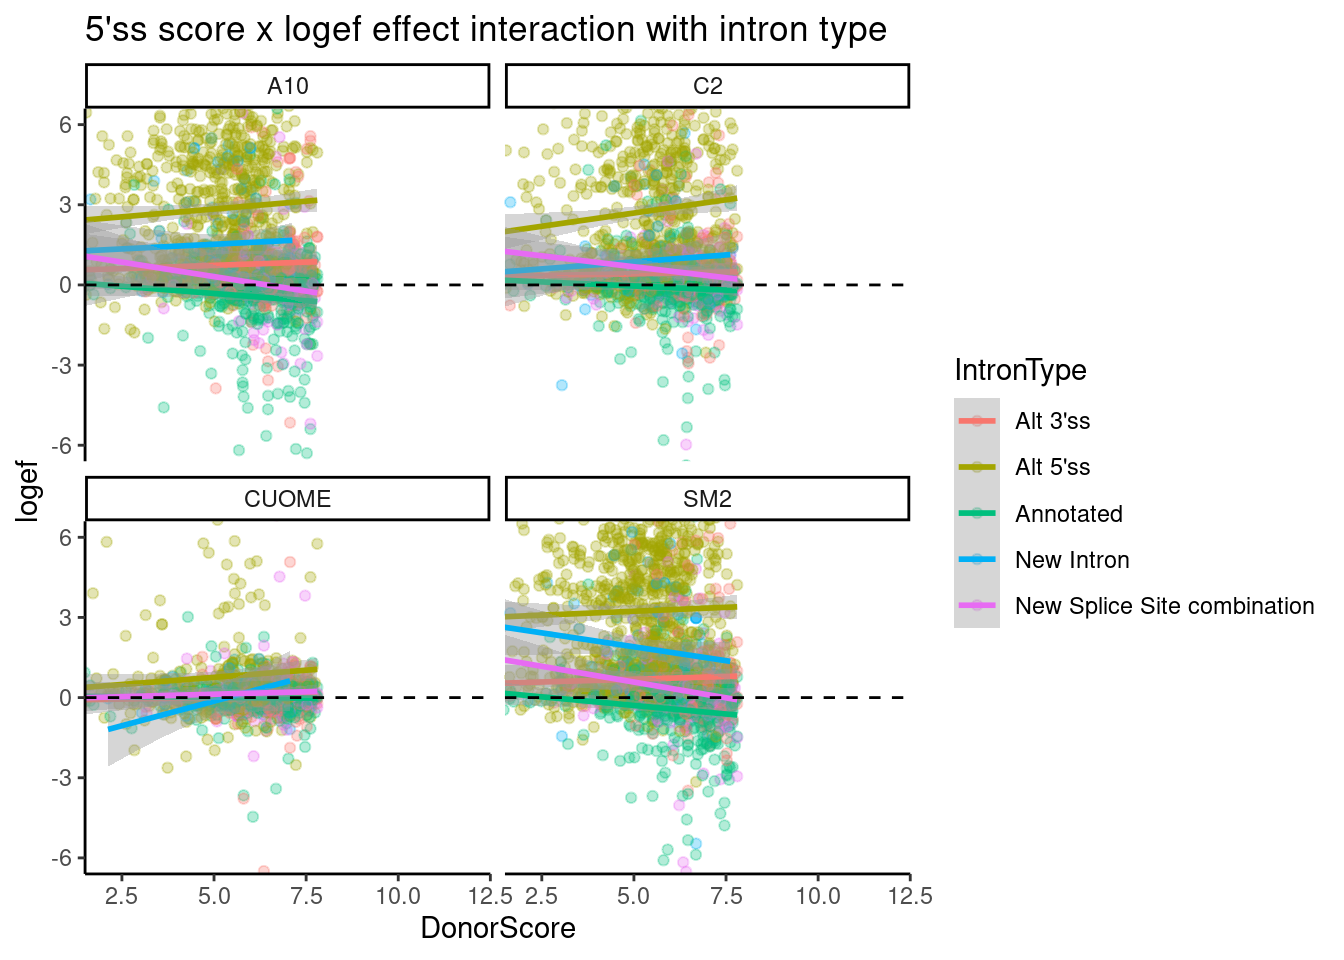 5'ss score x logef effect interaction with intron type
A10
C2
6
3
0
-3
-6
CUOME
SM2
6
3
0
-3
-6
2.5 5.0 7.5 10.0 12.5 2.5 5.0 7.5 10.0 12.5
DonorScore
logef
IntronType
Alt 3'ss
Alt 5'ss
Annotated
New Intron
New Splice Site combination